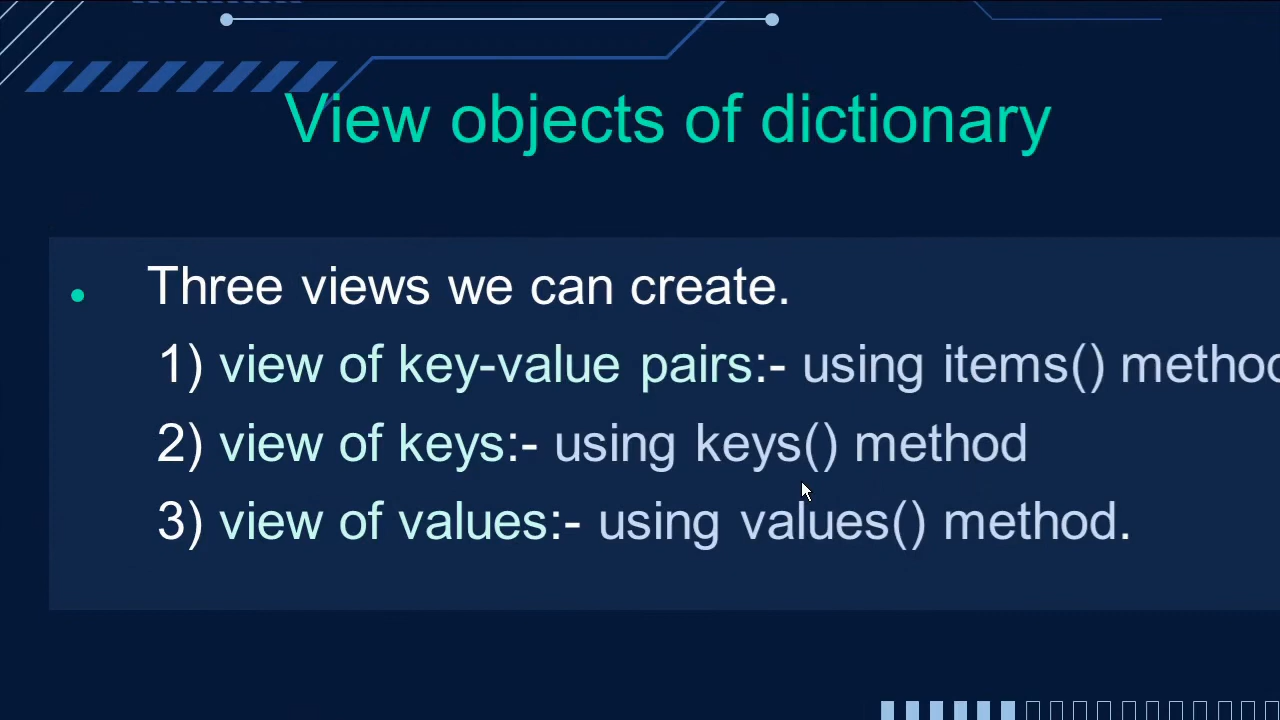 View objects of dictionary
• Three views we can create.
1) view of key-value pairs:- using items() method
2) view of keys:- using keys() method
3) view of values:- using values() method.